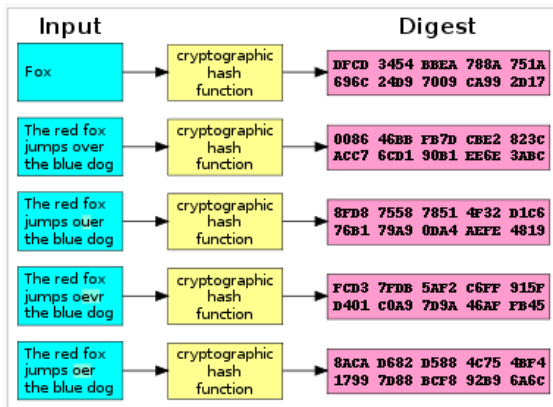 Input Digest
Fox
cryptographic
hash
function
DFCD 3454 BBEA 788A 751A
696C 24D9 7009 CA99 2D17
The red fox
jumps over
the blue dog
cryptographic
hash
function
0086 46BB FB7D CBE2 823C
ACC7 6CD1 90B1 EE6E 3ABC
The red fox
jumps ouer
the blue dog
cryptographic
hash
function
8FD8 7558 7851 4F32 D1C6
76B1 79A9 0DA4 AEFE 4819
The red fox
jumps oevr
the blue dog
cryptographic
hash
function
FCD3 7FDB 5AF2 C6FF 915F
D401 C0A9 7D9A 46AF FB45
The red fox
jumps oer
the blue dog
cryptographic
hash
function
8ACA D682 D588 4C75 4BF4
1799 7D88 BCF8 92B9 6A6C